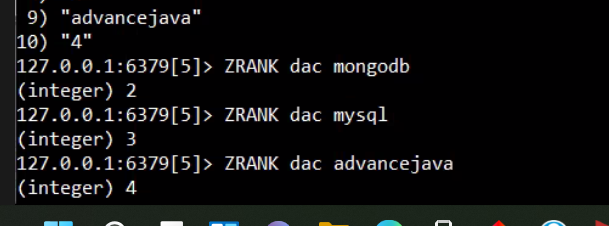 9) "advancejava"
10) "4"
127.0.0.1:6379[5]> ZRANK dac mongodb
(integer) 2
127.0.0.1:6379[5]> ZRANK dac mysql
(integer) 3
127.0.0.1:6379[5]> ZRANK dac advancejava
(integer) 4